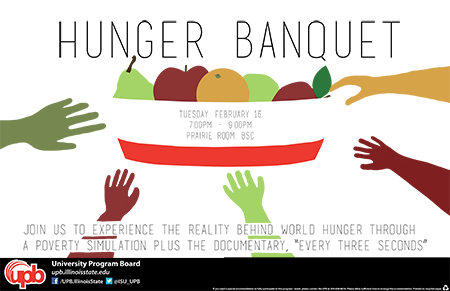 HUNGER BANQUET
TUESDAY FEBRUARY 16
7:00PM - 9:00PM
PRAIRIE ROOM BSC
JOIN US TO EXPERIENCE THE REALITY BEHIND WORLD HUNGER THROUGH
A POVERTY SIMULATION PLUS THE DOCUMENTARY, "EVERY THREE SECONDS"
upb
University Program Board
upb.illinoisstate.edu
/UPB.IllinoisState @ISU_UPB